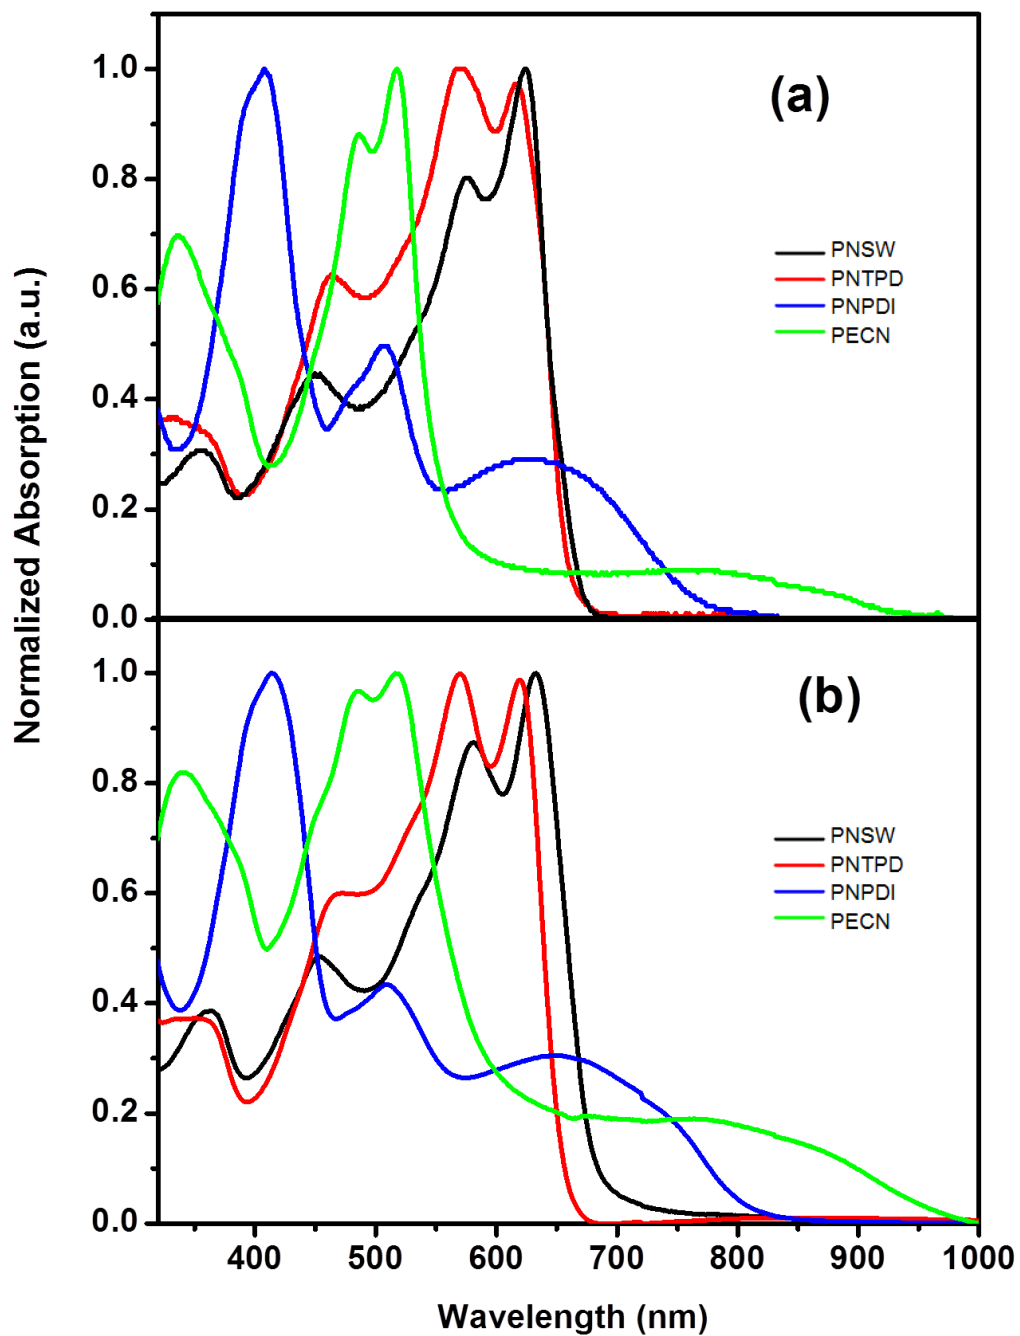 Normalized Absorption (a.u.)
1.0
0.8
0.6
0.4
0.2
0.0
(a)
PNSW
PNTPD
PNPDI
PECN
1.0
0.8
0.6
0.4
0.2
0.0
(b)
PNSW
PNTPD
PNPDI
PECN
400 500 600 700 800 900 1000
Wavelength (nm)